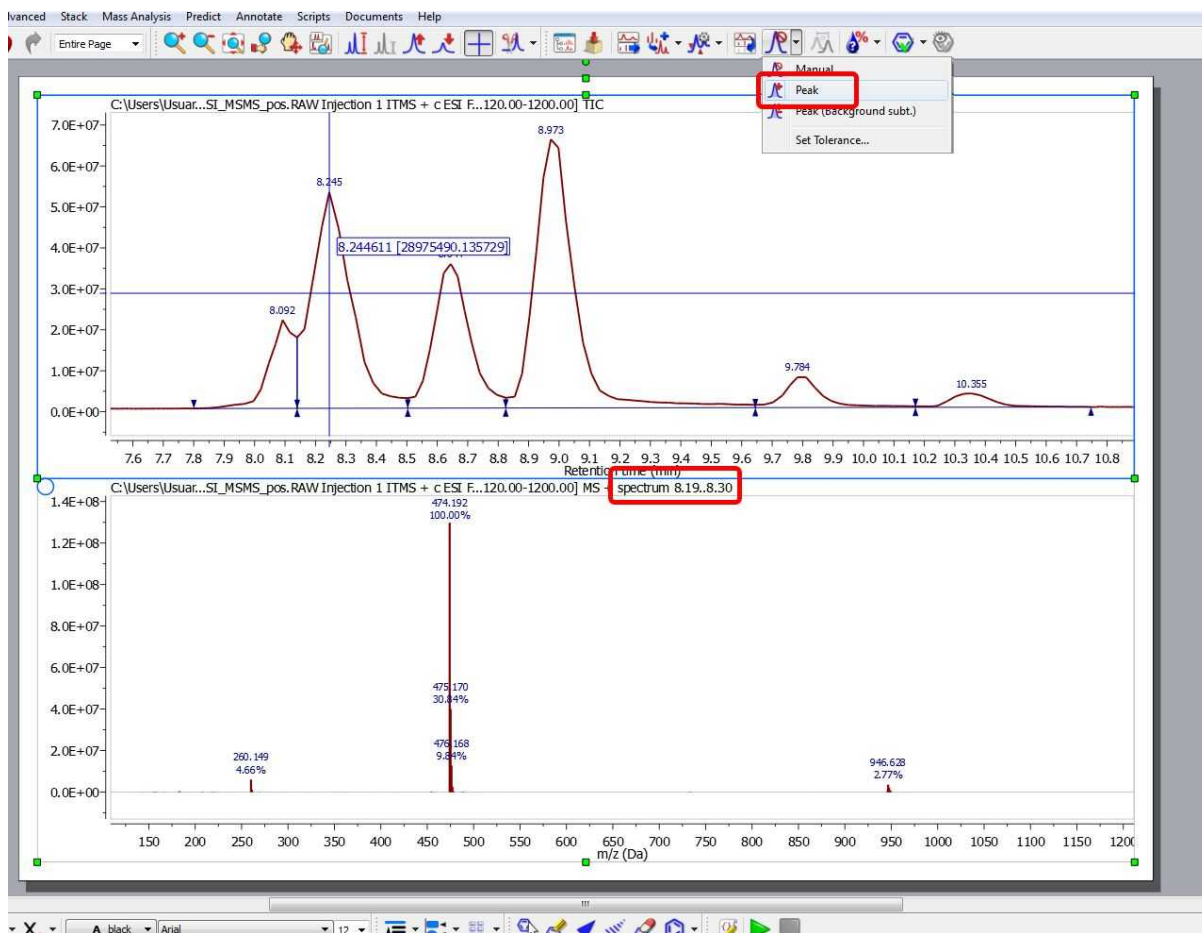 Stack Mass Analysis Predict Annotate Scripts Documents Help
Entire Page
Manual
Peak
Peak (Background subt.)
Set Tolerance...
C:\Users\Usuar...SI_MSMS_pos.RAW Injection 1 ITMS + c ESI F...120.00-1200.00] TIC
7.0E+07
6.0E+07
5.0E+07
4.0E+07
3.0E+07
2.0E+07
1.0E+07
0.0E+00
8.973
8.245
8.244611 [28975490.135729]
8.092
9.784
10.355
7.6 7.7 7.8 7.9 8.0 8.1 8.2 8.3 8.4 8.5 8.6 8.7 8.8 8.9 9.0 9.1 9.2 9.3 9.4 9.5 9.6 9.7 9.8 9.9 10.0 10.1 10.2 10.3 10.4 10.5 10.6 10.7 10.8
Retention time (min)
C:\Users\Usuar...SI_MSMS_pos.RAW Injection 1 ITMS + c ESI F...120.00-1200.00] MS + spectrum 8.19..8.30
1.4E+08
1.2E+08
1.0E+08
8.0E+07
6.0E+07
4.0E+07
2.0E+07
0.0E+00
474.192
100.00%
475.170
30.84%
476.168
9.84%
260.149
4.66%
946.628
2.77%
150 200 250 300 350 400 450 500 550 600 650 700 750 800 850 900 950 1000 1050 1100 1150 1200
m/z (Da)
A black Arial 12